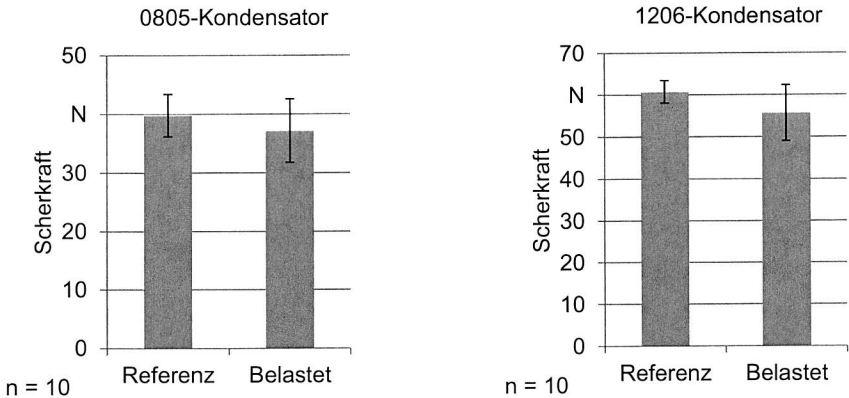 0805-Kondensator
50
N
30
20
10
0
Scherkraft
Referenz
Belastet
n = 10
1206-Kondensator
70
N
50
40
30
20
10
0
Scherkraft
Referenz
Belastet
n = 10